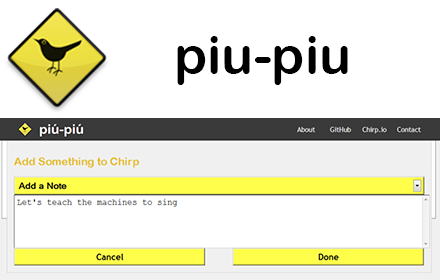 piu-piu
piú-piú About GitHub Chirp.io Contact
Add Something to Chirp
Add a Note
Let's teach the machines to sing
Cancel Done